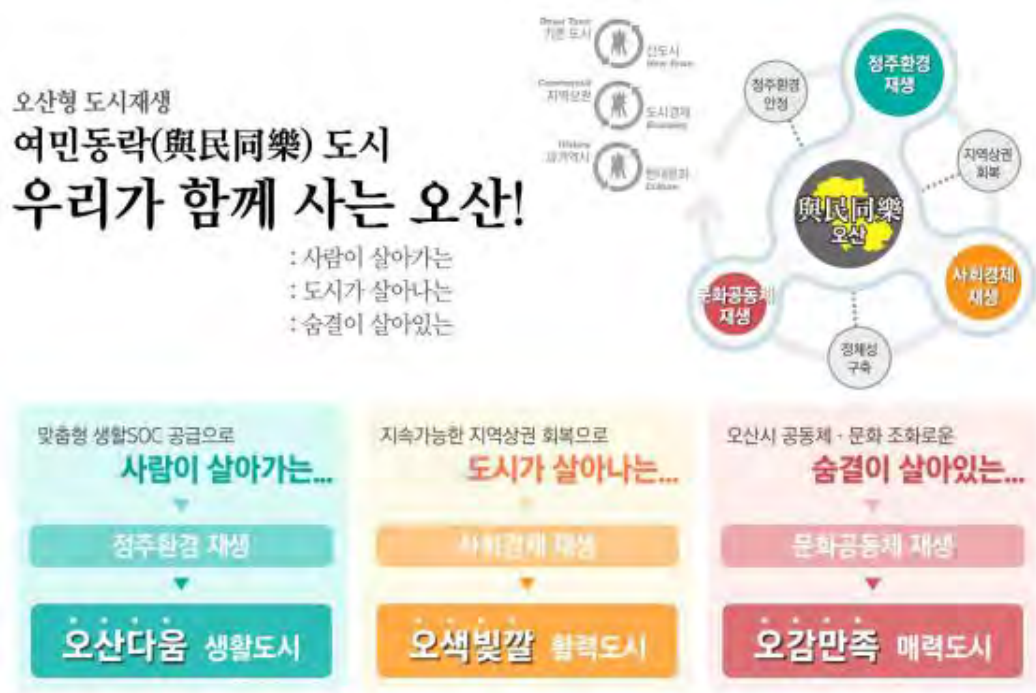 오산형 도시재생
여민동락(與民同樂) 도시
우리가 함께 사는 오산!
: 사람이 살아가는
: 도시가 살아나는
: 숨결이 살아있는
기존 도시
신도시
지역상권
도시경제
과거역사
현대문화
정주환경
재생
정주환경
안정
지역상권
회복
與民同樂
오산
사회경제
재생
문화공동체
재생
정체성
구축
맞춤형 생활SOC 공급으로
사람이 살아가는...
정주환경 재생
오산다움 생활도시
지속가능한 지역상권 회복으로
도시가 살아나는...
사회경제 재생
오색빛깔 활력도시
오산시 공동체 · 문화 조화로운
숨결이 살아있는...
문화공동체 재생
오감만족 매력도시